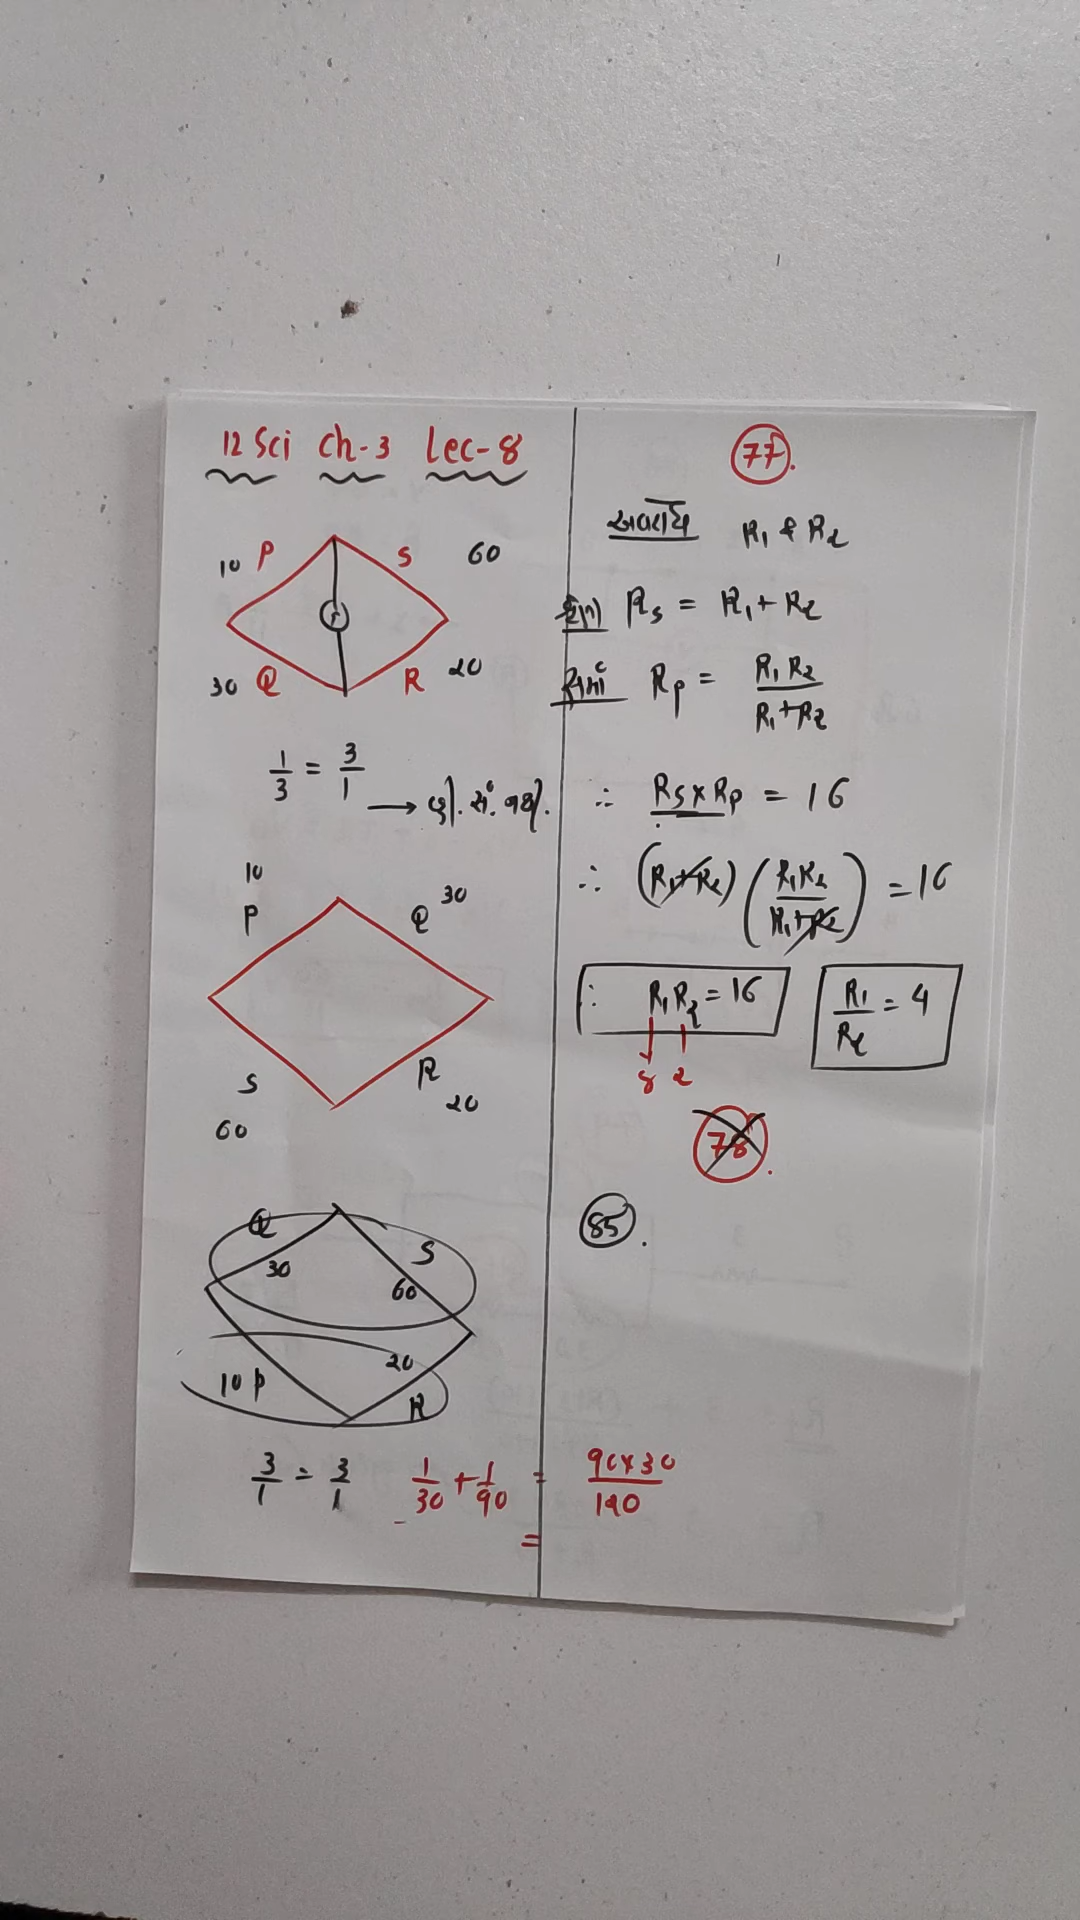 12 Sci ch-3 Lec-8
P S
10 60
30 Q R 20
1/3 = 3/1
10 30
P Q
S R
60 20
Q S
30 60
20
10 P R
3/1 = 3/1 1/30 + 1/90 = 90×30/120
=
77.
R₁ & R₂
Rs = R₁ + R₂
Rp = R₁R₂/R₁+R₂
∴ Rs×Rp = 16
∴ (R₁+R₂) (R₁R₂/R₁+R₂) = 16
∴ R₁R₂ = 16 R₁/R₂ = 4
8 2
78.
85.